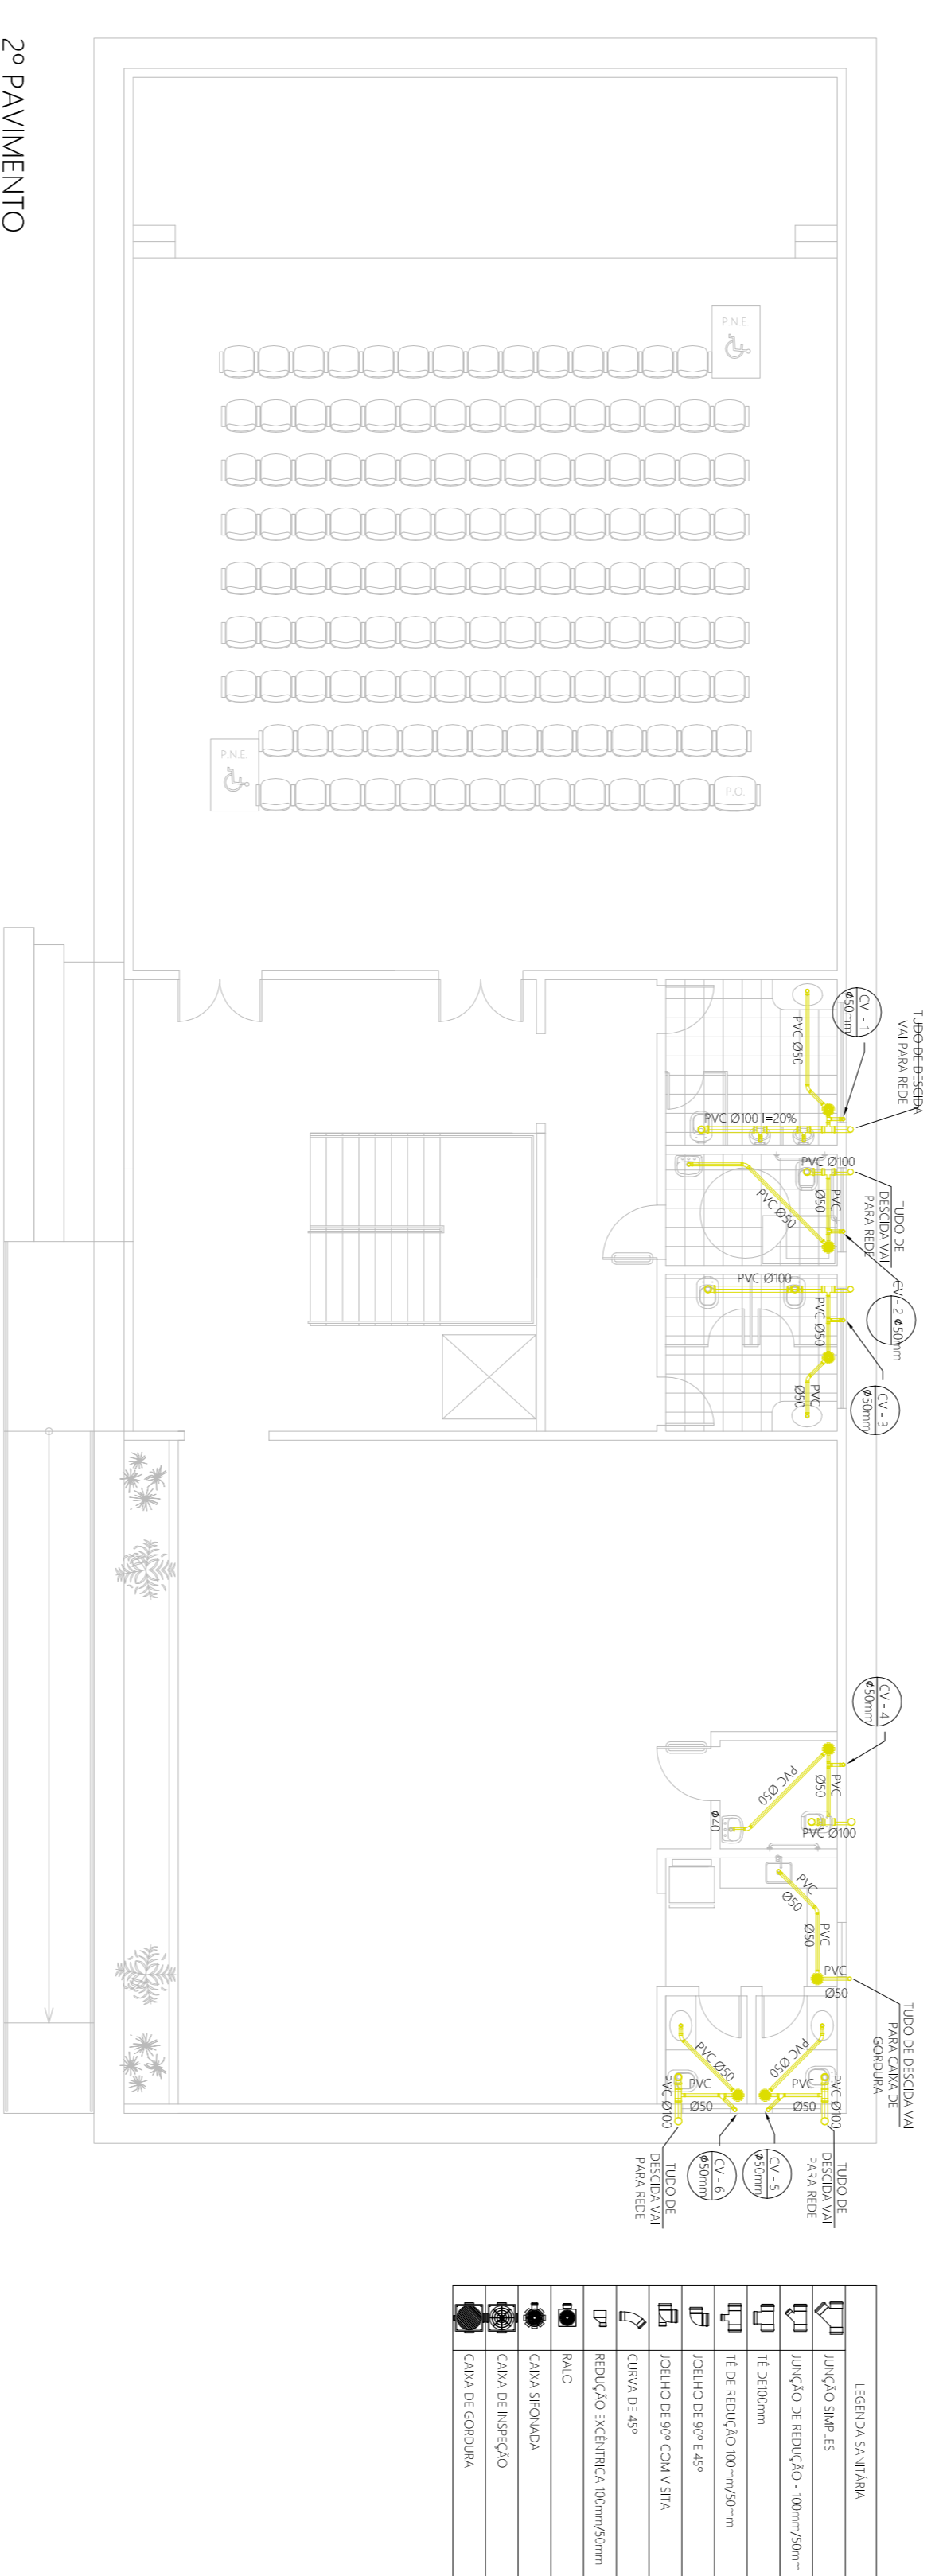 2º PAVIMENTO
P.N.E.
P.N.E.
P.O.
TUDO DE DESCIDA
VAI PARA REDE
CV - 1
ø50mm
PVC Ø50
PVC Ø100 I=20%
PVC Ø100
PVC
Ø50
PVC Ø50
TUDO DE
DESCIDA VAI
PARA REDE
CV - 2 ø50mm
PVC Ø100
PVC Ø50
PVC
Ø50
CV - 3
ø50mm
CV - 4
ø50mm
PVC Ø50
PVC
Ø50
Ø40
PVC Ø100
PVC
Ø50
PVC
Ø50
PVC
Ø50
TUDO DE DESCIDA VAI
PARA CAIXA DE
GORDURA
PVC Ø50
PVC
Ø50
PVC Ø100
PVC Ø50
PVC
Ø50
PVC Ø100
CV - 5
ø50mm
CV - 6
ø50mm
TUDO DE
DESCIDA VAI
PARA REDE
TUDO DE
DESCIDA VAI
PARA REDE
LEGENDA SANITÁRIA
JUNÇÃO SIMPLES
JUNÇÃO DE REDUÇÃO - 100mm/50mm
TÊ DE100mm
TÊ DE REDUÇÃO 100mm/50mm
JOELHO DE 90º E 45º
JOELHO DE 90º COM VISITA
CURVA DE 45º
REDUÇÃO EXCÊNTRICA 100mm/50mm
RALO
CAIXA SIFONADA
CAIXA DE INSPEÇÃO
CAIXA DE GORDURA